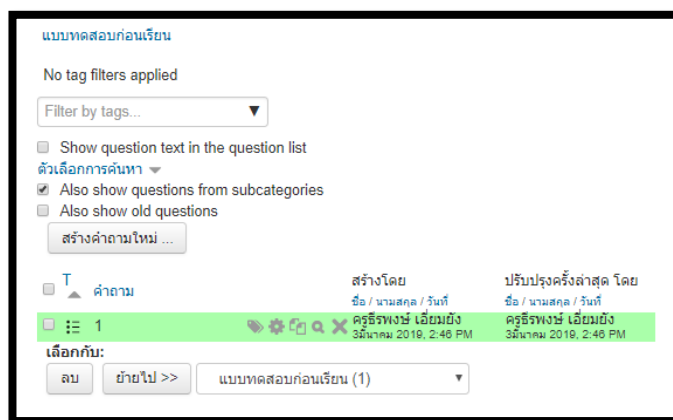 แบบทดสอบก่อนเรียน
No tag filters applied
Filter by tags... ▼
Show question text in the question list
ตัวเลือกการค้นหา
Also show questions from subcategories
Also show old questions
สร้างคำถามใหม่ ...
T คำถาม สร้างโดย ปรับปรุงครั้งล่าสุด โดย
ชื่อ / นามสกุล / วันที่ ชื่อ / นามสกุล / วันที่
1 ครูธีรพงษ์ เอี่ยมยัง ครูธีรพงษ์ เอี่ยมยัง
3มีนาคม 2019, 2:46 PM 3มีนาคม 2019, 2:46 PM
เลือกกับ:
ลบ ย้ายไป >> แบบทดสอบก่อนเรียน (1)